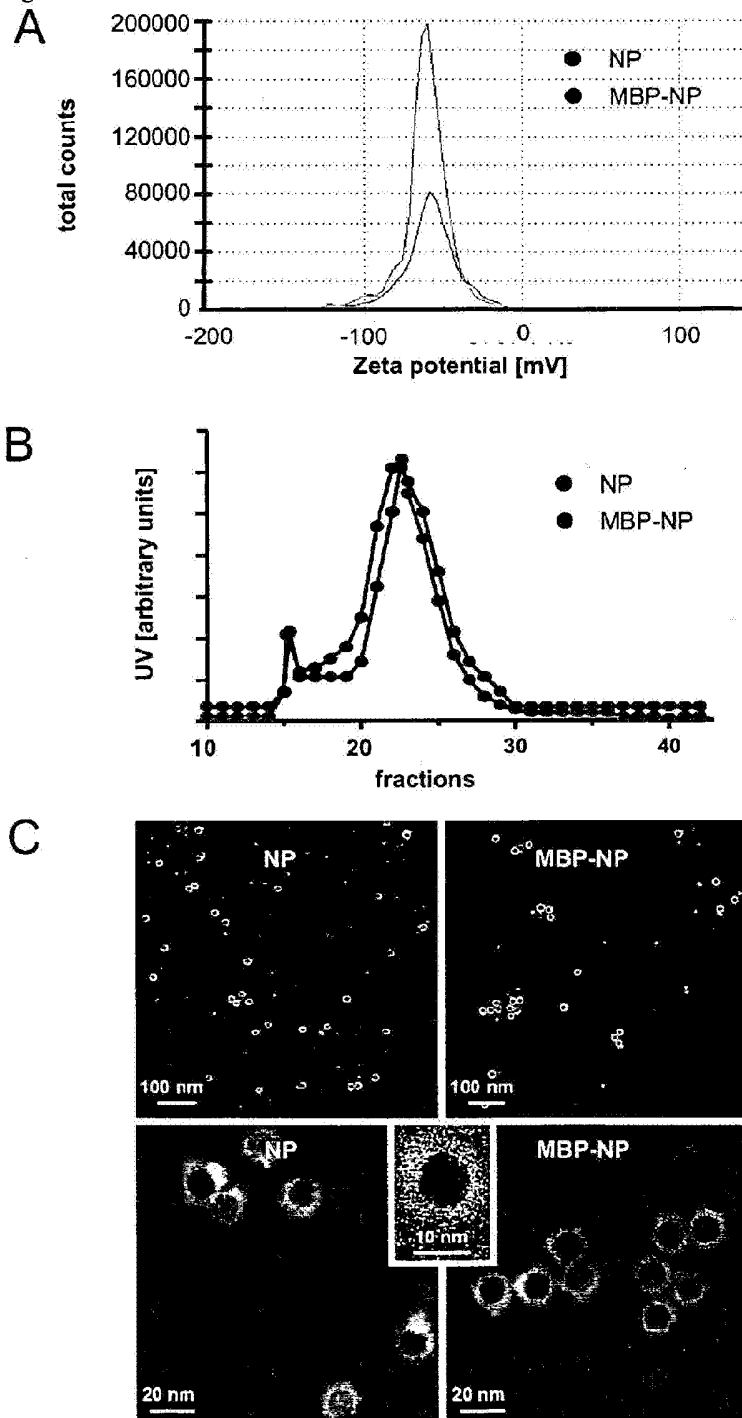 A
200000
160000
120000
80000
40000
0
total counts
NP
MBP-NP
-200
-100
0
100
Zeta potential [mV]
B
UV [arbitrary units]
NP
MBP-NP
10
20
30
40
fractions
C
NP
MBP-NP
100 nm
100 nm
NP
MBP-NP
10 nm
20 nm
20 nm